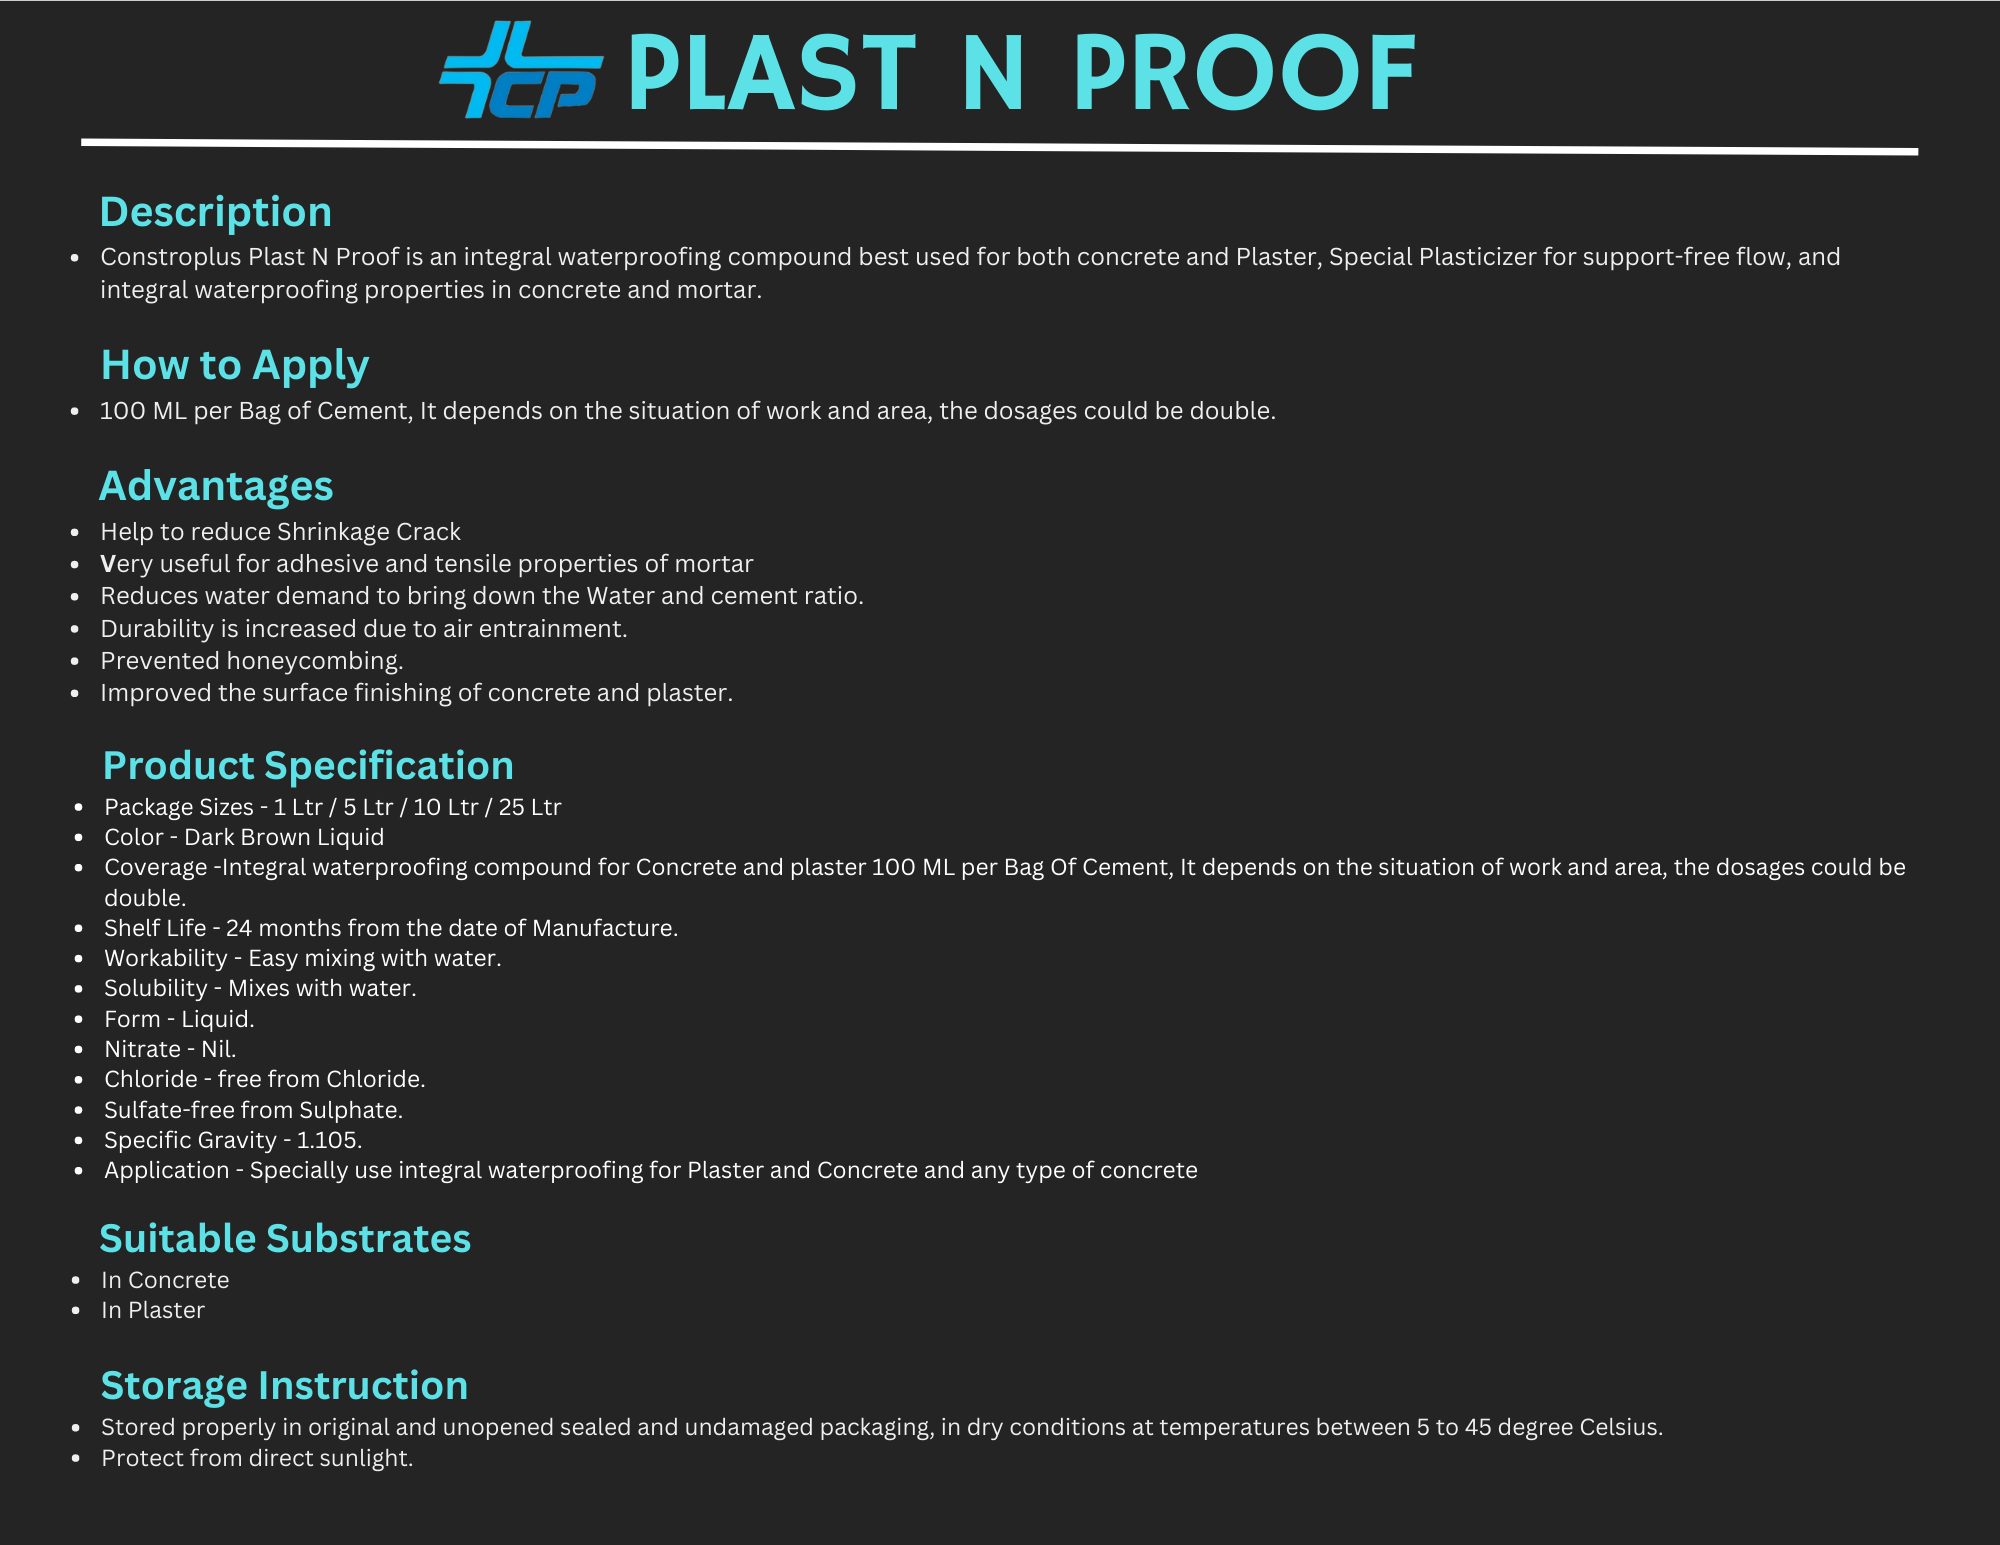 CP PLAST N PROOF
Description
• Constroplus Plast N Proof is an integral waterproofing compound best used for both concrete and Plaster, Special Plasticizer for support-free flow, and
integral waterproofing properties in concrete and mortar.
How to Apply
• 100 ML per Bag of Cement, It depends on the situation of work and area, the dosages could be double.
Advantages
• Help to reduce Shrinkage Crack
• Very useful for adhesive and tensile properties of mortar
• Reduces water demand to bring down the Water and cement ratio.
• Durability is increased due to air entrainment.
• Prevented honeycombing.
• Improved the surface finishing of concrete and plaster.
Product Specification
• Package Sizes - 1 Ltr / 5 Ltr / 10 Ltr / 25 Ltr
• Color - Dark Brown Liquid
• Coverage -Integral waterproofing compound for Concrete and plaster 100 ML per Bag Of Cement, It depends on the situation of work and area, the dosages could be
double.
• Shelf Life - 24 months from the date of Manufacture.
• Workability - Easy mixing with water.
• Solubility - Mixes with water.
• Form - Liquid.
• Nitrate - Nil.
• Chloride - free from Chloride.
• Sulfate-free from Sulphate.
• Specific Gravity - 1.105.
• Application - Specially use integral waterproofing for Plaster and Concrete and any type of concrete
Suitable Substrates
• In Concrete
• In Plaster
Storage Instruction
• Stored properly in original and unopened sealed and undamaged packaging, in dry conditions at temperatures between 5 to 45 degree Celsius.
• Protect from direct sunlight.